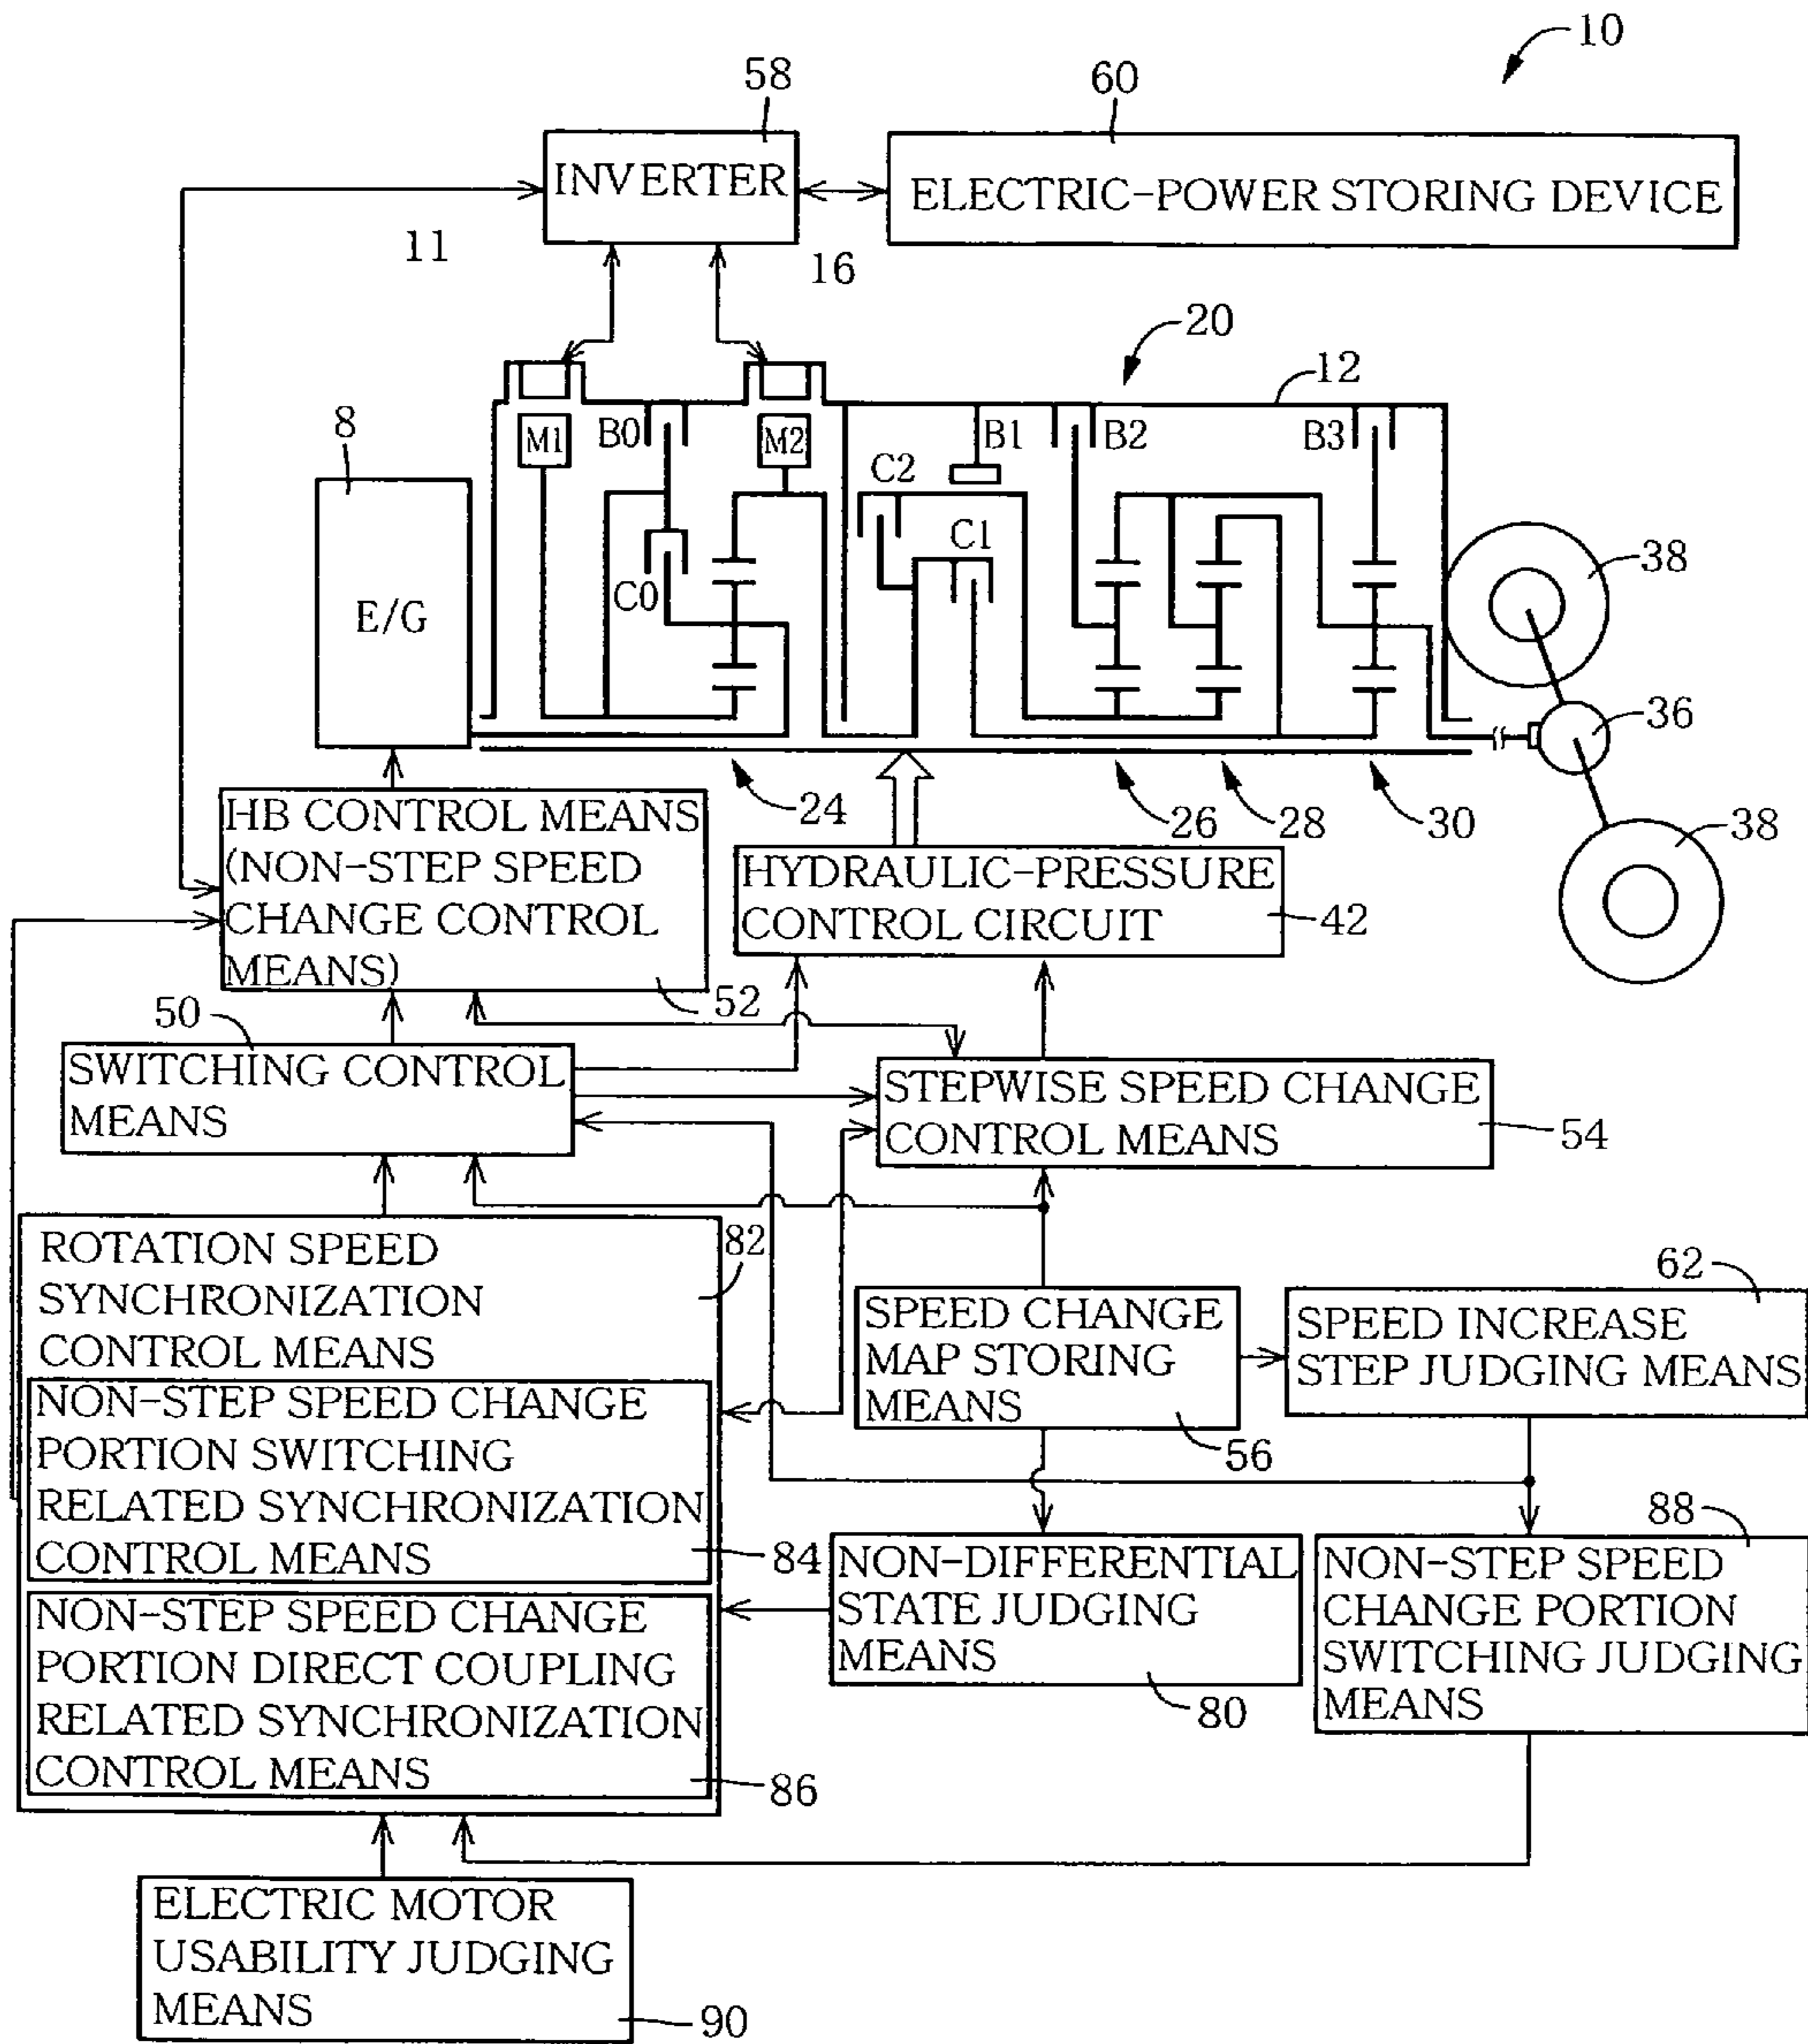 10
58
60
INVERTER
ELECTRIC-POWER STORING DEVICE
11
16
20
12
8
M1
B0
M2
B1
B2
B3
C2
C1
C0
E/G
38
36
24
26
28
30
38
HB CONTROL MEANS
(NON-STEP SPEED
CHANGE CONTROL
MEANS)
52
HYDRAULIC-PRESSURE
CONTROL CIRCUIT
42
50
SWITCHING CONTROL
MEANS
STEPWISE SPEED CHANGE
CONTROL MEANS
54
ROTATION SPEED
SYNCHRONIZATION
CONTROL MEANS
82
NON-STEP SPEED CHANGE
PORTION SWITCHING
RELATED SYNCHRONIZATION
CONTROL MEANS
84
NON-STEP SPEED CHANGE
PORTION DIRECT COUPLING
RELATED SYNCHRONIZATION
CONTROL MEANS
86
SPEED CHANGE
MAP STORING
MEANS
56
62
SPEED INCREASE
STEP JUDGING MEANS
NON-DIFFERENTIAL
STATE JUDGING
MEANS
80
88
NON-STEP SPEED
CHANGE PORTION
SWITCHING JUDGING
MEANS
ELECTRIC MOTOR
USABILITY JUDGING
MEANS
90